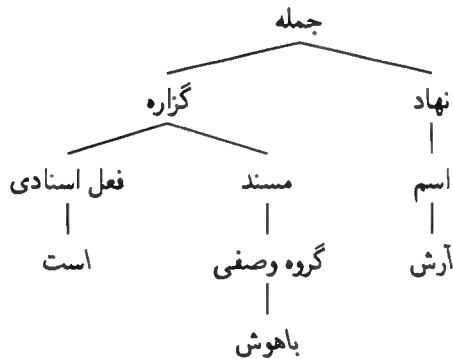 جمله
نهاد گزاره
اسم مسند فعل اسنادی
آرش گروه وصفی است
باهوش